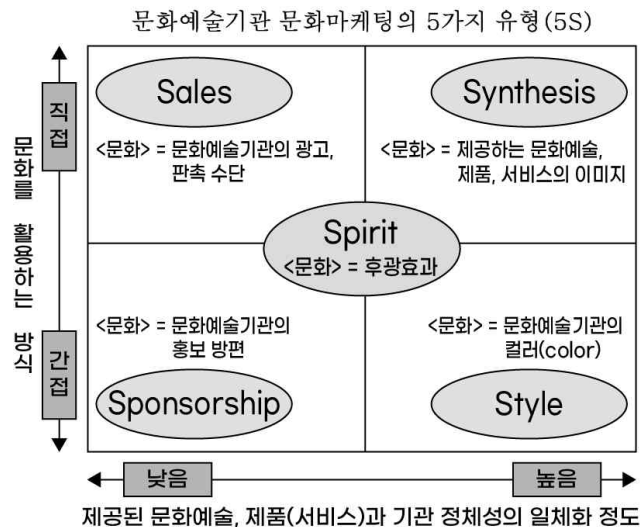 문화예술기관 문화마케팅의 5가지 유형(5S)
직접
Sales
<문화> = 문화예술기관의 광고,
판촉 수단
Synthesis
<문화> = 제공하는 문화예술,
제품, 서비스의 이미지
문화를 활용하는 방식
Spirit
<문화> = 후광효과
간접
<문화> = 문화예술기관의
홍보 방편
Sponsorship
<문화> = 문화예술기관의
컬러(color)
Style
낮음
높음
제공된 문화예술, 제품(서비스)과 기관 정체성의 일체화 정도